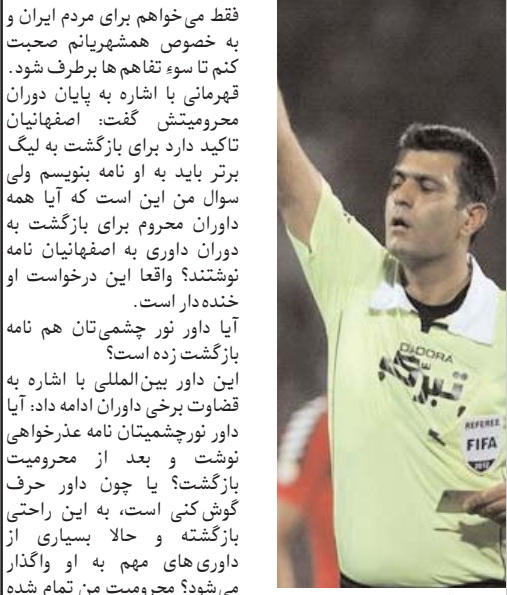 فقط می‌خواهم برای مردم ایران و
به خصوص همشهریانم صحبت
کنم تا سوء تفاهم ها برطرف شود.
قهرمانی با اشاره به پایان دوران
محرومیتش گفت: اصفهانیان
تاکید دارد برای بازگشت به لیگ
برتر باید به او نامه بنویسم ولی
سوال من این است که آیا همه
داوران محروم برای بازگشت به
دوران داوری به اصفهانیان نامه
نوشتند؟ واقعا این درخواست او
خنده‌دار است.
آیا داور نور چشمی‌تان هم نامه
بازگشت زده است؟
این داور بین‌المللی با اشاره به
قضاوت برخی داوران ادامه داد: آیا
داور نورچشمیتان نامه عذرخواهی
نوشت و بعد از محرومیت
بازگشت؟ یا چون داور حرف
گوش‌کنی است، به این راحتی
بازگشته و حالا بسیاری از
داوری‌های مهم به او واگذار
می‌شود؟ محرومیت من تمام شده
DIADORA
REFEREE
FIFA
2012